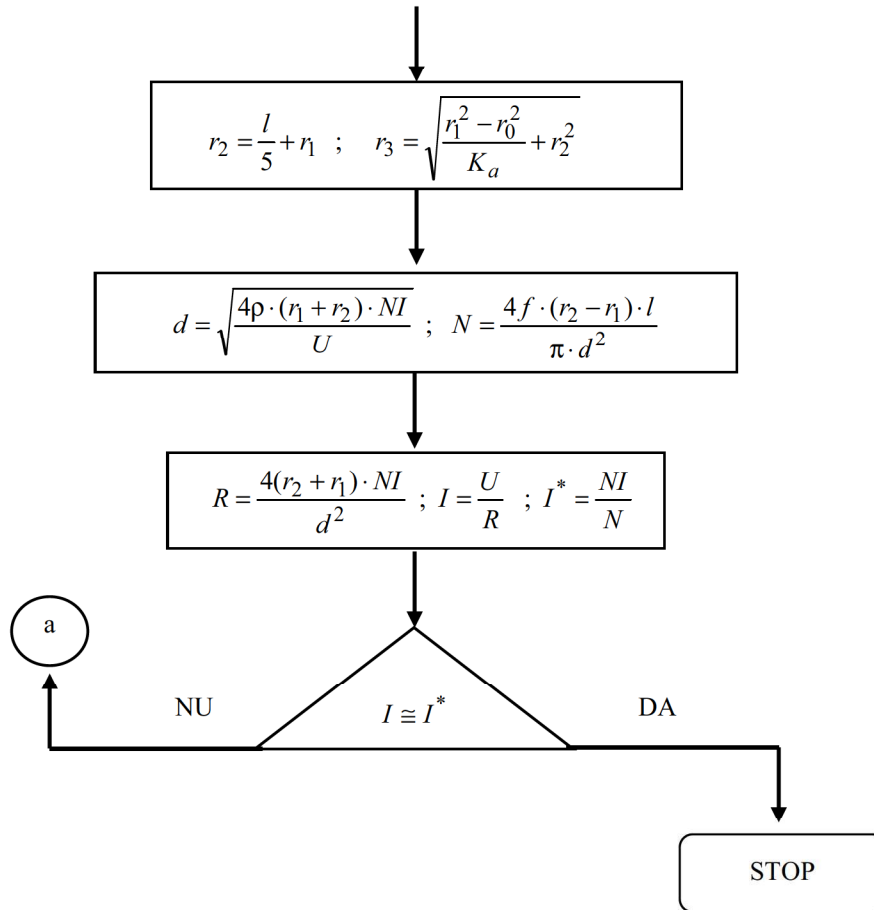 r₂ = l/5 + r₁ ; r₃ = √((r₁² − r₀²)/Kₐ + r₂²)
d = √(4ρ·(r₁ + r₂)·NI / U) ; N = 4f·(r₂ − r₁)·l / (π·d²)
R = 4(r₂ + r₁)·NI / d² ; I = U/R ; I* = NI/N
a
NU I ≅ I* DA
STOP